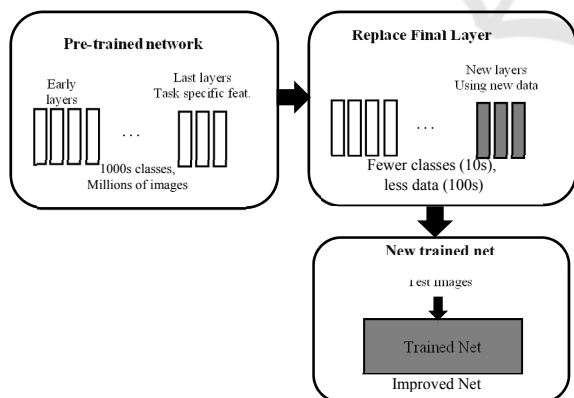 Pre-trained network
Early
layers
Last layers
Task specific feat.
. . .
1000s classes,
Millions of images
Replace Final Layer
New layers
Using new data
. . .
Fewer classes (10s),
less data (100s)
New trained net
Test images
Trained Net
Improved Net